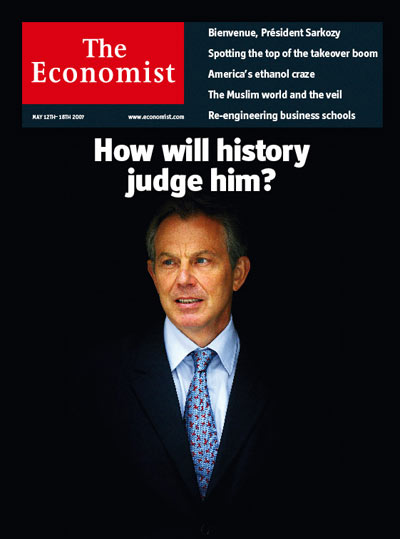 The
Economist
MAY 12TH–18TH 2007
www.economist.com
Bienvenue, Président Sarkozy
Spotting the top of the takeover boom
America's ethanol craze
The Muslim world and the veil
Re-engineering business schools
How will history
judge him?